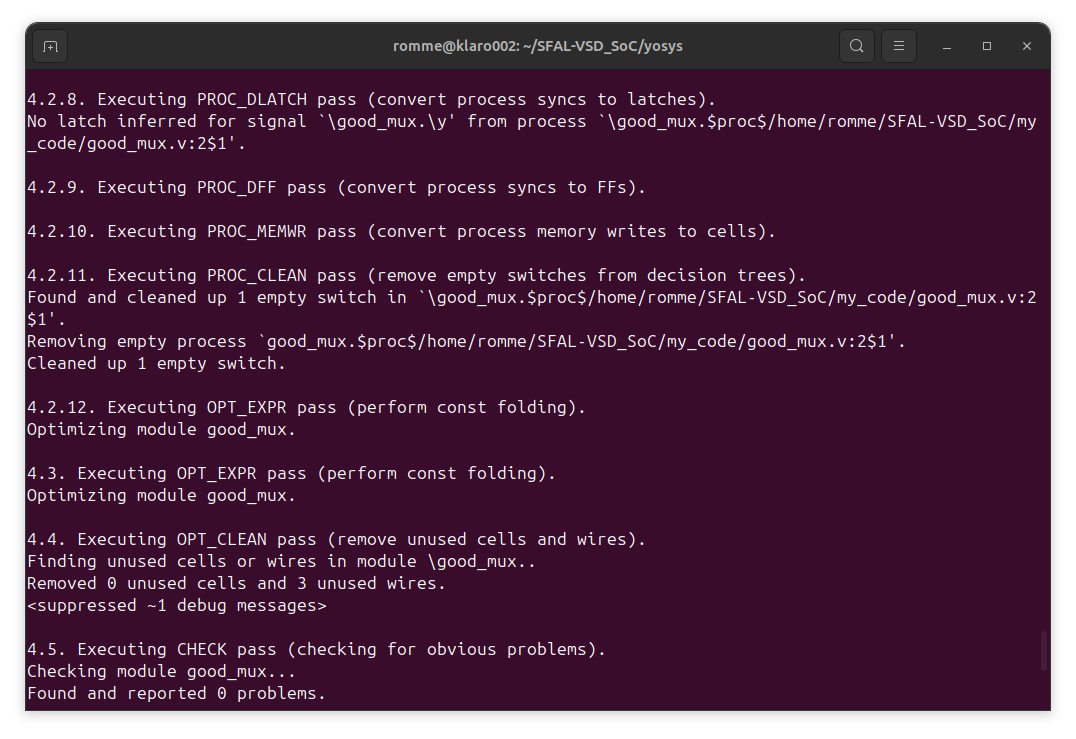 romme@klaro002: ~/SFAL-VSD_SoC/yosys
4.2.8. Executing PROC_DLATCH pass (convert process syncs to latches).
No latch inferred for signal `\good_mux.\y' from process `\good_mux.$proc$/home/romme/SFAL-VSD_SoC/my
_code/good_mux.v:2$1'.
4.2.9. Executing PROC_DFF pass (convert process syncs to FFs).
4.2.10. Executing PROC_MEMWR pass (convert process memory writes to cells).
4.2.11. Executing PROC_CLEAN pass (remove empty switches from decision trees).
Found and cleaned up 1 empty switch in `\good_mux.$proc$/home/romme/SFAL-VSD_SoC/my_code/good_mux.v:2
$1'.
Removing empty process `good_mux.$proc$/home/romme/SFAL-VSD_SoC/my_code/good_mux.v:2$1'.
Cleaned up 1 empty switch.
4.2.12. Executing OPT_EXPR pass (perform const folding).
Optimizing module good_mux.
4.3. Executing OPT_EXPR pass (perform const folding).
Optimizing module good_mux.
4.4. Executing OPT_CLEAN pass (remove unused cells and wires).
Finding unused cells or wires in module \good_mux..
Removed 0 unused cells and 3 unused wires.
<suppressed ~1 debug messages>
4.5. Executing CHECK pass (checking for obvious problems).
Checking module good_mux...
Found and reported 0 problems.